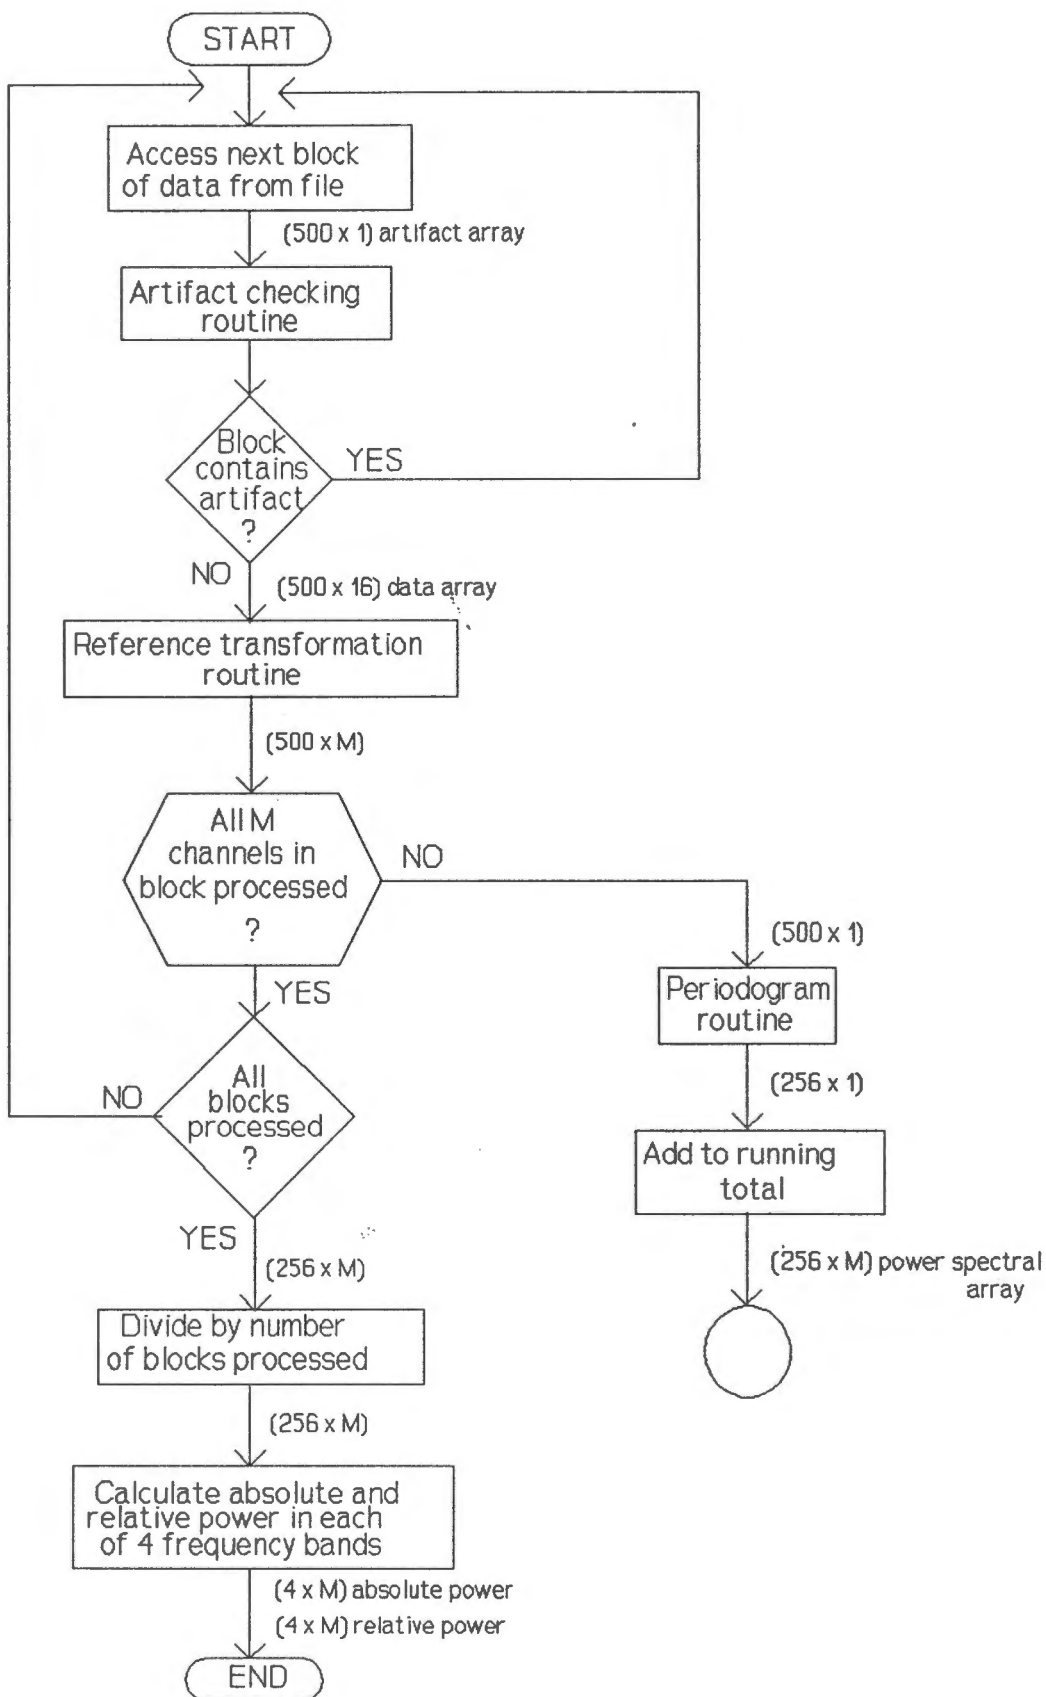 START
Access next block
of data from file
(500 x 1) artifact array
Artifact checking
routine
Block
contains
artifact
?
YES
NO
(500 x 16) data array
Reference transformation
routine
(500 x M)
All M
channels in
block processed
?
NO
YES
(500 x 1)
Periodogram
routine
(256 x 1)
Add to running
total
(256 x M) power spectral
array
All
blocks
processed
?
NO
YES
(256 x M)
Divide by number
of blocks processed
(256 x M)
Calculate absolute and
relative power in each
of 4 frequency bands
(4 x M) absolute power
(4 x M) relative power
END